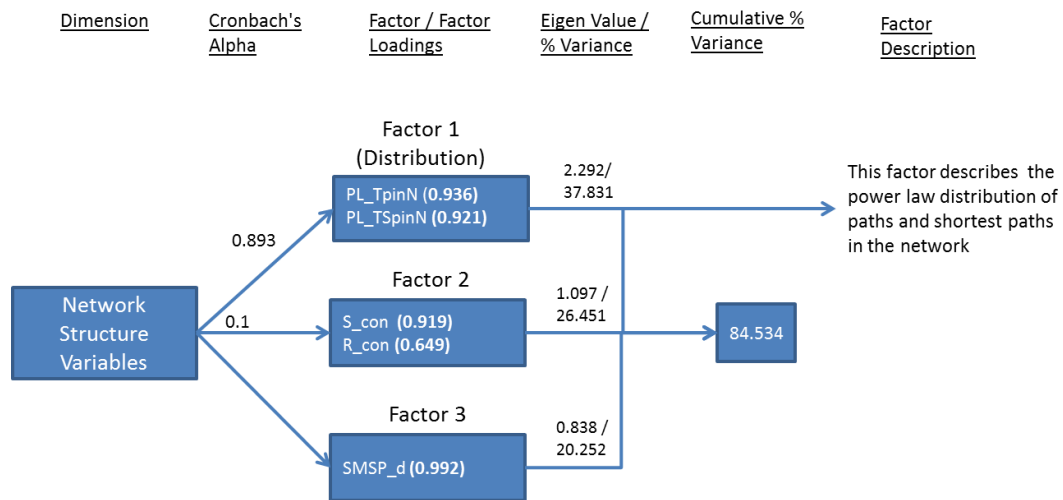 Dimension
Cronbach's
Alpha
Factor / Factor
Loadings
Eigen Value /
% Variance
Cumulative %
Variance
Factor
Description
Factor 1
(Distribution)
PL_TpinN (0.936)
PL_TSpinN (0.921)
2.292/
37.831
This factor describes the
power law distribution of
paths and shortest paths
in the network
0.893
Network
Structure
Variables
0.1
Factor 2
S_con (0.919)
R_con (0.649)
1.097 /
26.451
84.534
Factor 3
SMSP_d (0.992)
0.838 /
20.252